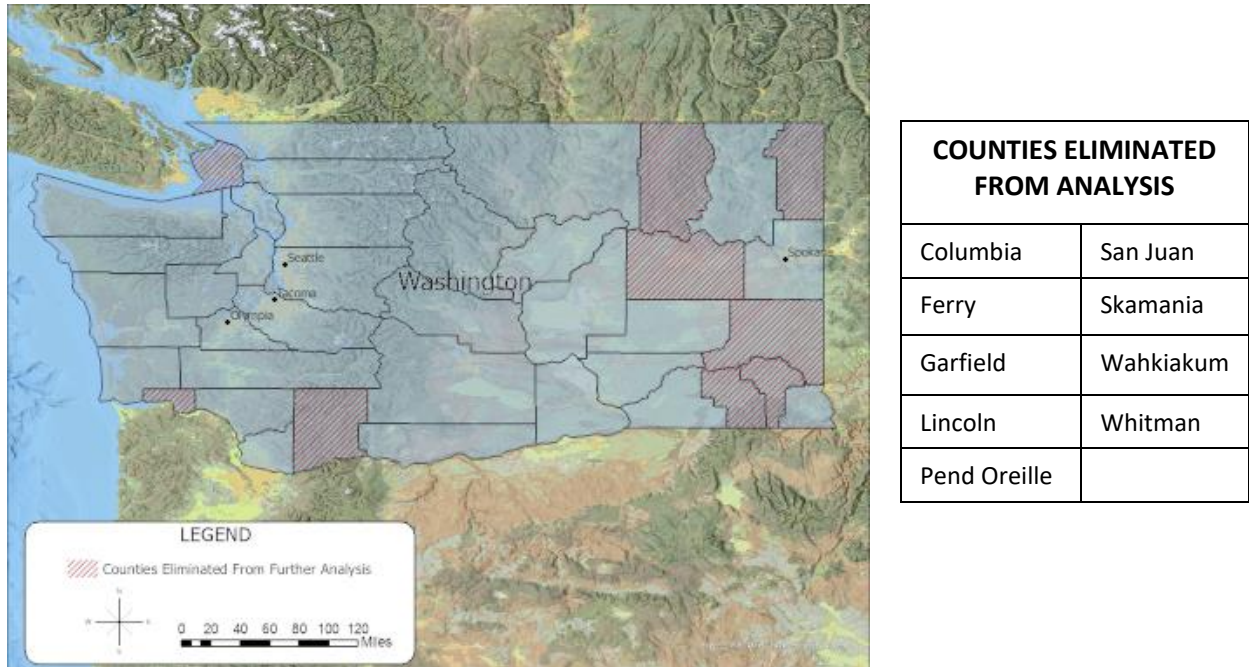 Seattle
Spokane
Washington
Tacoma
Olympia
LEGEND
Counties Eliminated From Further Analysis
N
W
E
S
0 20 40 60 80 100 120
Miles
COUNTIES ELIMINATED
FROM ANALYSIS
Columbia San Juan
Ferry Skamania
Garfield Wahkiakum
Lincoln Whitman
Pend Oreille